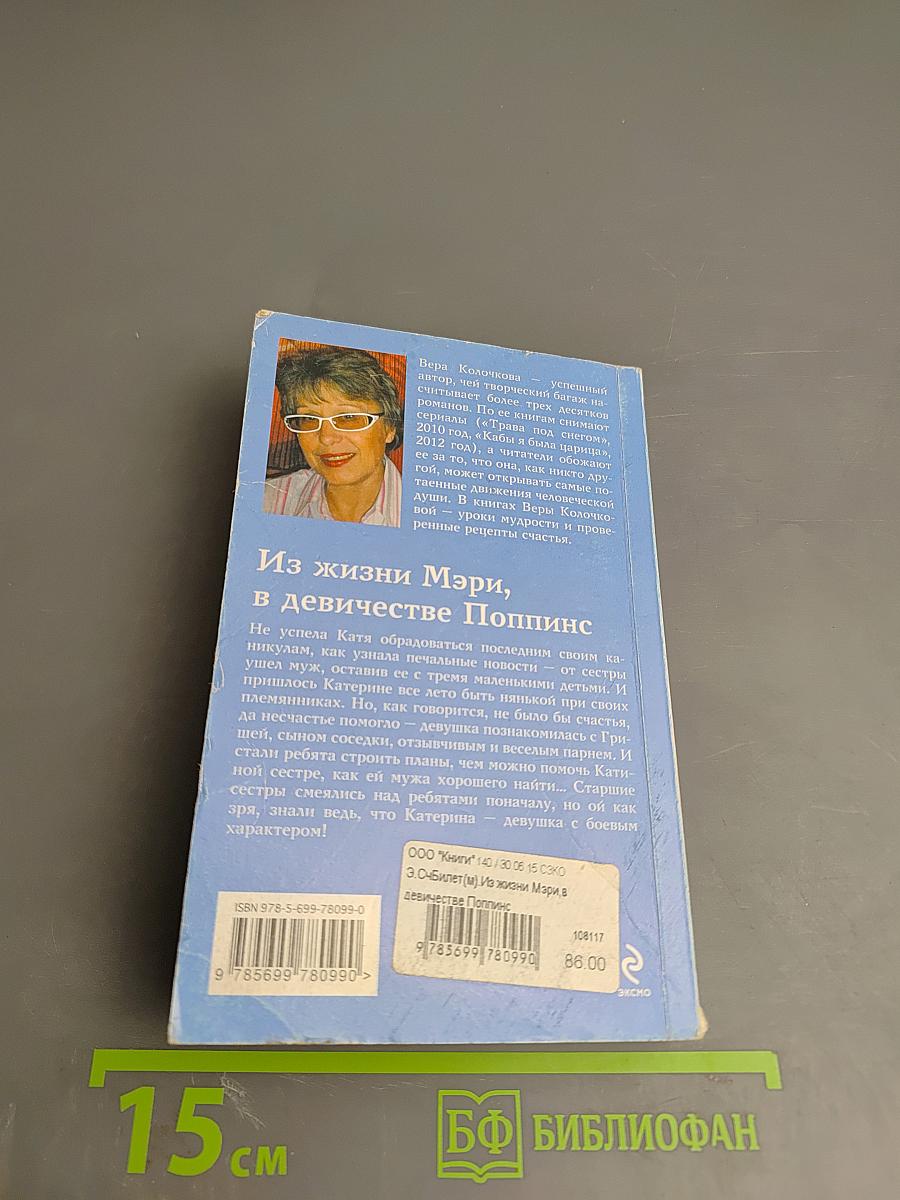 Вера Колочкова — успешный
автор, чей творческий багаж на-
считывает более трех десятков
романов. По ее книгам снимают
сериалы («Трава под снегом»,
2010 год, «Кабы я была царица»,
2012 год), а читатели обожают
ее за то, что она, как никто дру-
гой, может открывать самые по-
таенные движения человеческой
души. В книгах Веры Колочко-
вой — уроки мудрости и прове-
ренные рецепты счастья.
Из жизни Мэри,
в девичестве Поппинс
Не успела Катя обрадоваться последним своим ка-
никулам, как узнала печальные новости — от сестры
ушел муж, оставив ее с тремя маленькими детьми. И
пришлось Катерине все лето быть нянькой при своих
племянниках. Но, как говорится, не было бы счастья,
да несчастье помогло — девушка познакомилась с Гри-
шей, сыном соседки, отзывчивым и веселым парнем. И
стали ребята строить планы, чем можно помочь Кати-
ной сестре, как ей мужа хорошего найти... Старшие
сестры смеялись над ребятами поначалу, но ой как
зря, знали ведь, что Катерина — девушка с боевым
характером!
ООО "Книги" 140 / 30.06.15 СЗКО
Э.СчБилет(м).Из жизни Мэри,в
девичестве Поппинс
108117
9 785699 780990
86.00
ISBN 978-5-699-78099-0
9 785699 780990 >
ЭКСМО
15 см
БФ БИБЛИОФАН